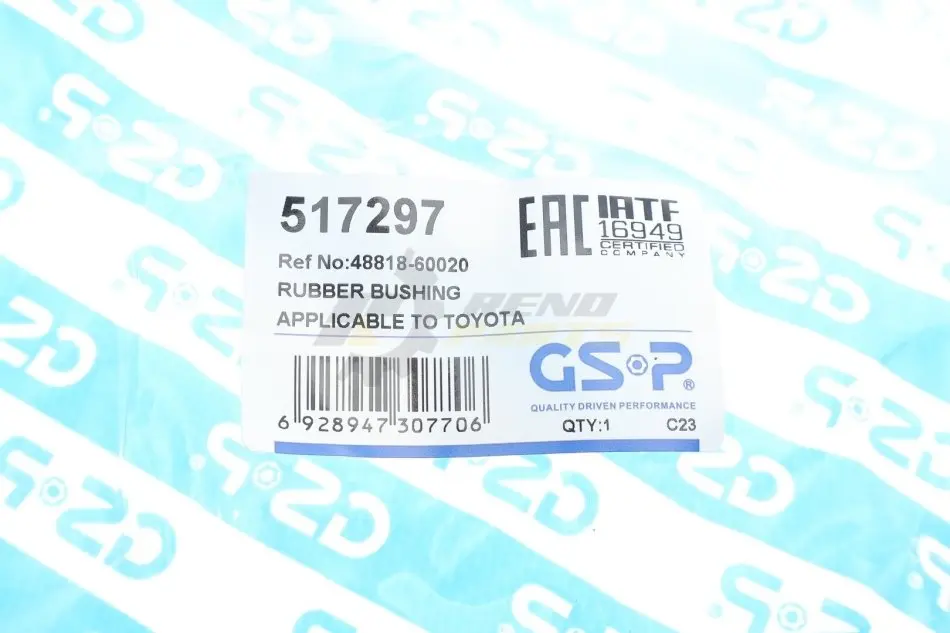 517297
EAC
IATF
16949
CERTIFIED
COMPANY
Ref No:48818-60020
RUBBER BUSHING
APPLICABLE TO TOYOTA
RENO
GSP®
QUALITY DRIVEN PERFORMANCE
6 928947 307706
QTY:1 C23